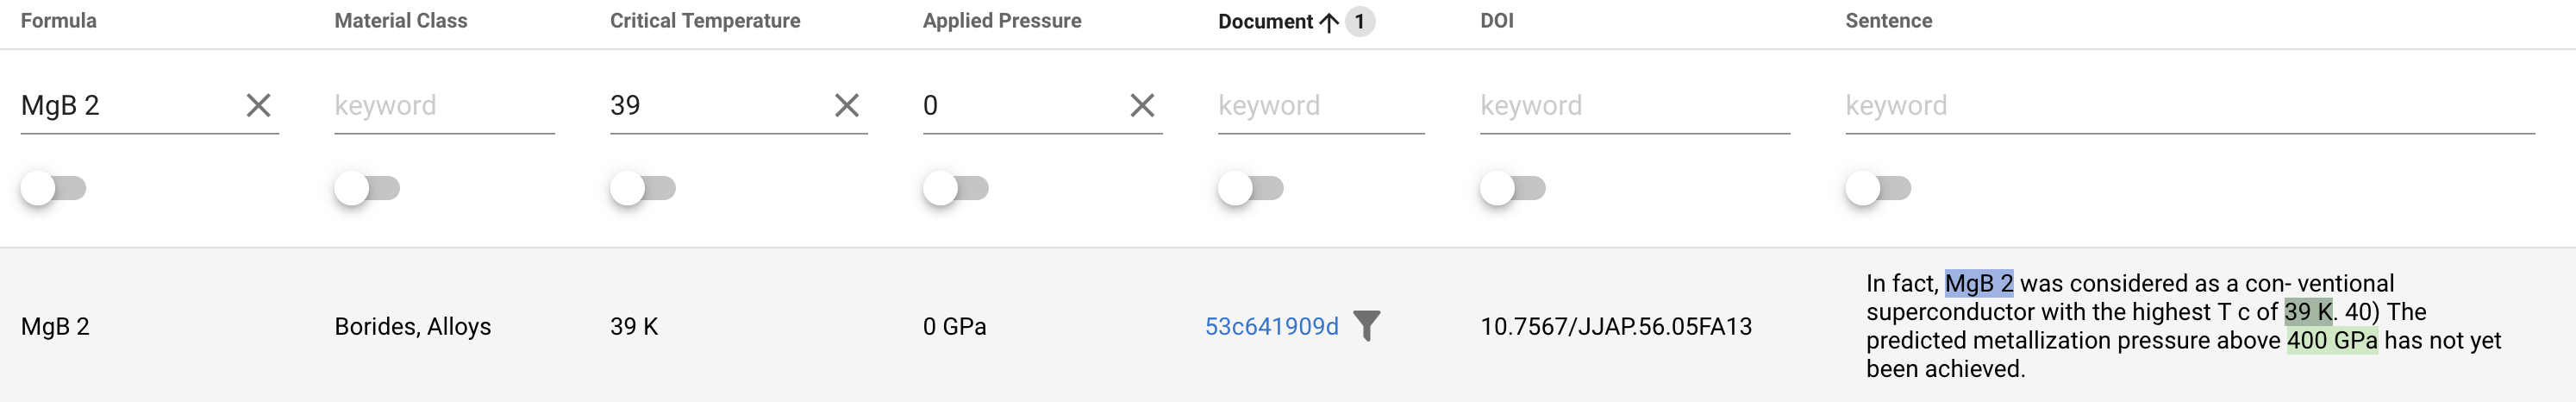 Formula Material Class Critical Temperature Applied Pressure Document ↑ 1 DOI Sentence
MgB 2 keyword 39 0 keyword keyword keyword
In fact, MgB 2 was considered as a con- ventional
superconductor with the highest T c of 39 K. 40) The
MgB 2 Borides, Alloys 39 K 0 GPa 53c641909d 10.7567/JJAP.56.05FA13
predicted metallization pressure above 400 GPa has not yet
been achieved.